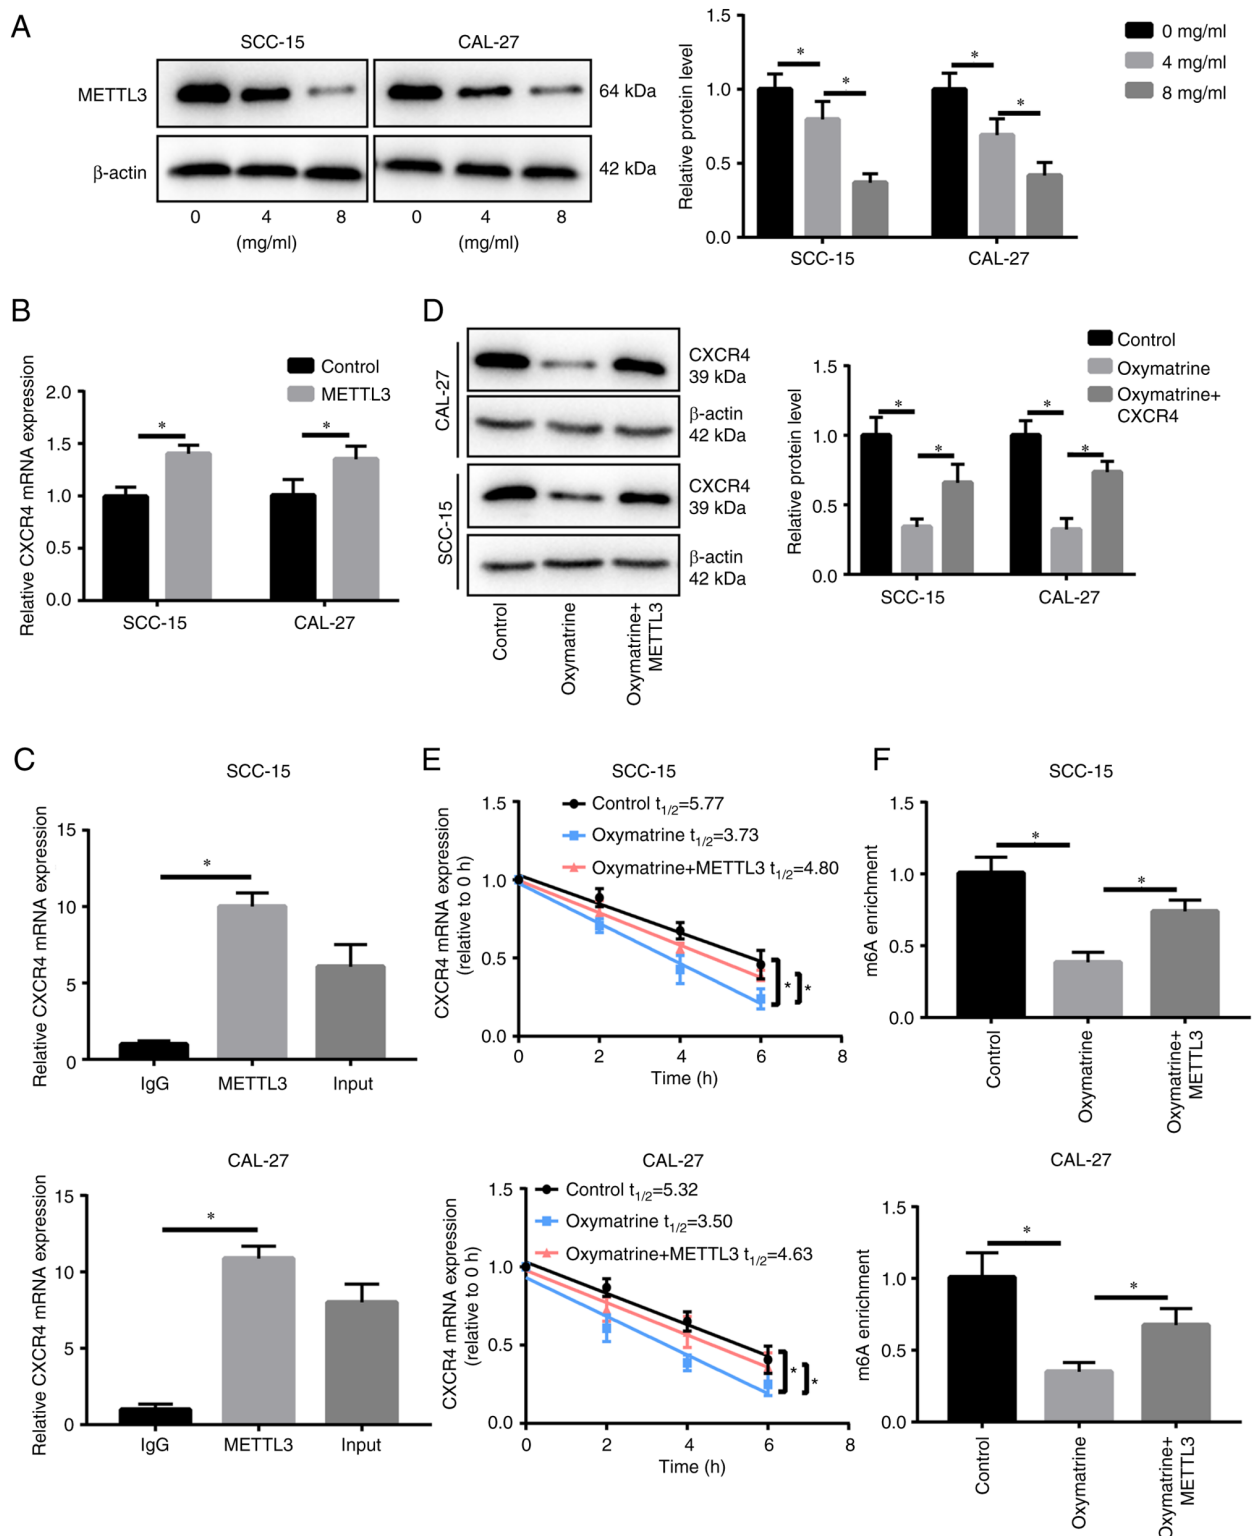 A
SCC-15
CAL-27
METTL3
64 kDa
β-actin
42 kDa
0
4
8
0
4
8
(mg/ml)
(mg/ml)
Relative protein level
1.5
1.0
0.5
0.0
*
*
*
*
SCC-15
CAL-27
0 mg/ml
4 mg/ml
8 mg/ml
B
Relative CXCR4 mRNA expression
2.0
1.5
1.0
0.5
0.0
Control
METTL3
*
*
SCC-15
CAL-27
D
CAL-27
SCC-15
CXCR4
39 kDa
β-actin
42 kDa
CXCR4
39 kDa
β-actin
42 kDa
Control
Oxymatrine
Oxymatrine+
METTL3
Relative protein level
1.5
1.0
0.5
0.0
*
*
*
*
SCC-15
CAL-27
Control
Oxymatrine
Oxymatrine+
CXCR4
C
SCC-15
Relative CXCR4 mRNA expression
15
10
5
0
*
IgG
METTL3
Input
CAL-27
Relative CXCR4 mRNA expression
15
10
5
0
*
IgG
METTL3
Input
E
SCC-15
CXCR4 mRNA expression
(relative to 0 h)
1.5
1.0
0.5
0.0
Control t1/2=5.77
Oxymatrine t1/2=3.73
Oxymatrine+METTL3 t1/2=4.80
*
*
0
2
4
6
8
Time (h)
CAL-27
CXCR4 mRNA expression
(relative to 0 h)
1.5
1.0
0.5
0.0
Control t1/2=5.32
Oxymatrine t1/2=3.50
Oxymatrine+METTL3 t1/2=4.63
*
*
0
2
4
6
8
Time (h)
F
SCC-15
m6A enrichment
1.5
1.0
0.5
0.0
*
*
Control
Oxymatrine
Oxymatrine+
METTL3
CAL-27
m6A enrichment
1.5
1.0
0.5
0.0
*
*
Control
Oxymatrine
Oxymatrine+
METTL3